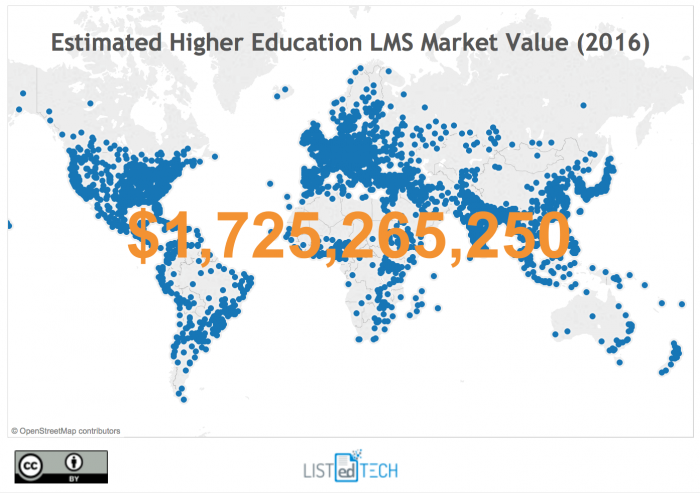 Estimated Higher Education LMS Market Value (2016)
$1,725,265,250
© OpenStreetMap contributors
cc
BY
LISTedTECH